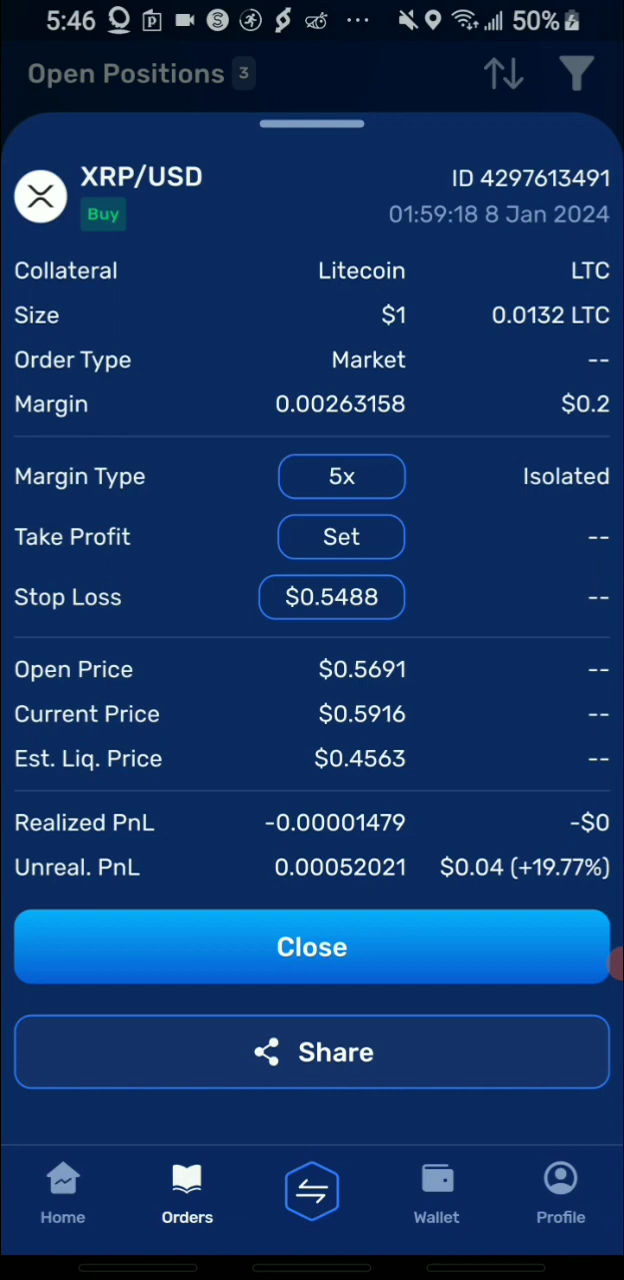 5:46 50%
Open Positions 3
XRP/USD ID 4297613491
Buy 01:59:18 8 Jan 2024
Collateral Litecoin LTC
Size $1 0.0132 LTC
Order Type Market --
Margin 0.00263158 $0.2
Margin Type 5x Isolated
Take Profit Set --
Stop Loss $0.5488 --
Open Price $0.5691 --
Current Price $0.5916 --
Est. Liq. Price $0.4563 --
Realized PnL -0.00001479 -$0
Unreal. PnL 0.00052021 $0.04 (+19.77%)
Close
Share
Home Orders Wallet Profile